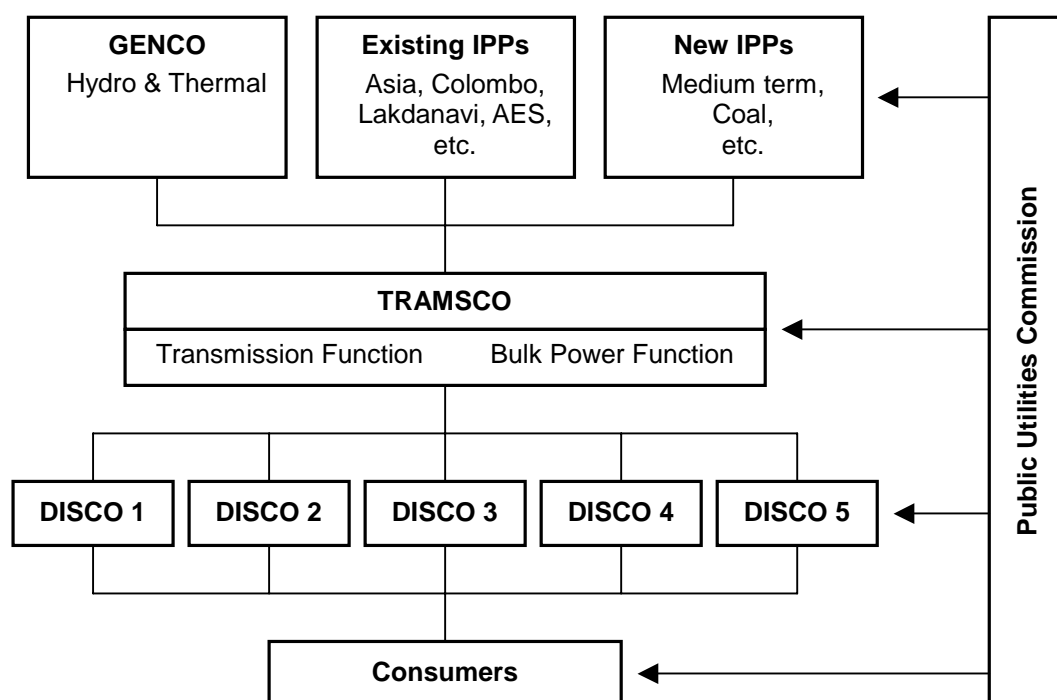 GENCO
Hydro & Thermal
Existing IPPs
Asia, Colombo,
Lakdanavi, AES,
etc.
New IPPs
Medium term,
Coal,
etc.
TRAMSCO
Transmission Function
Bulk Power Function
DISCO 1
DISCO 2
DISCO 3
DISCO 4
DISCO 5
Consumers
Public Utilities Commission